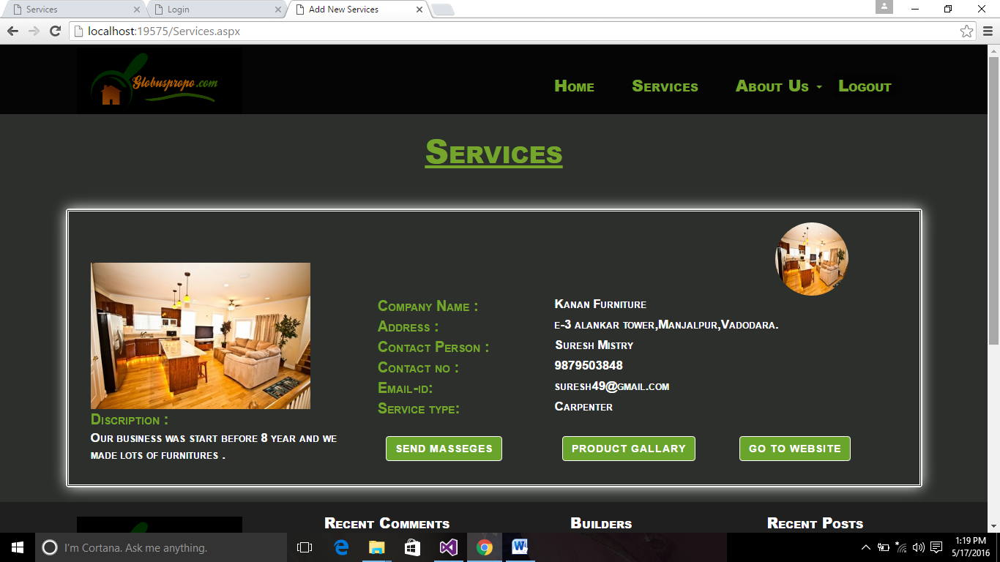 Services
Login
Add New Services
localhost:19575/Services.aspx
Globuspropo.com
Home
Services
About Us
Logout
Services
Company Name :
Kanan Furniture
Address :
e-3 alankar tower,Manjalpur,Vadodara.
Contact Person :
Suresh Mistry
Contact no :
9879503848
Email-id:
suresh49@gmail.com
Service type:
Carpenter
Discription :
Our business was start before 8 year and we
made lots of furnitures .
SEND MASSEGES
PRODUCT GALLARY
GO TO WEBSITE
Recent Comments
Builders
Recent Posts
I'm Cortana. Ask me anything.
1:19 PM
5/17/2016